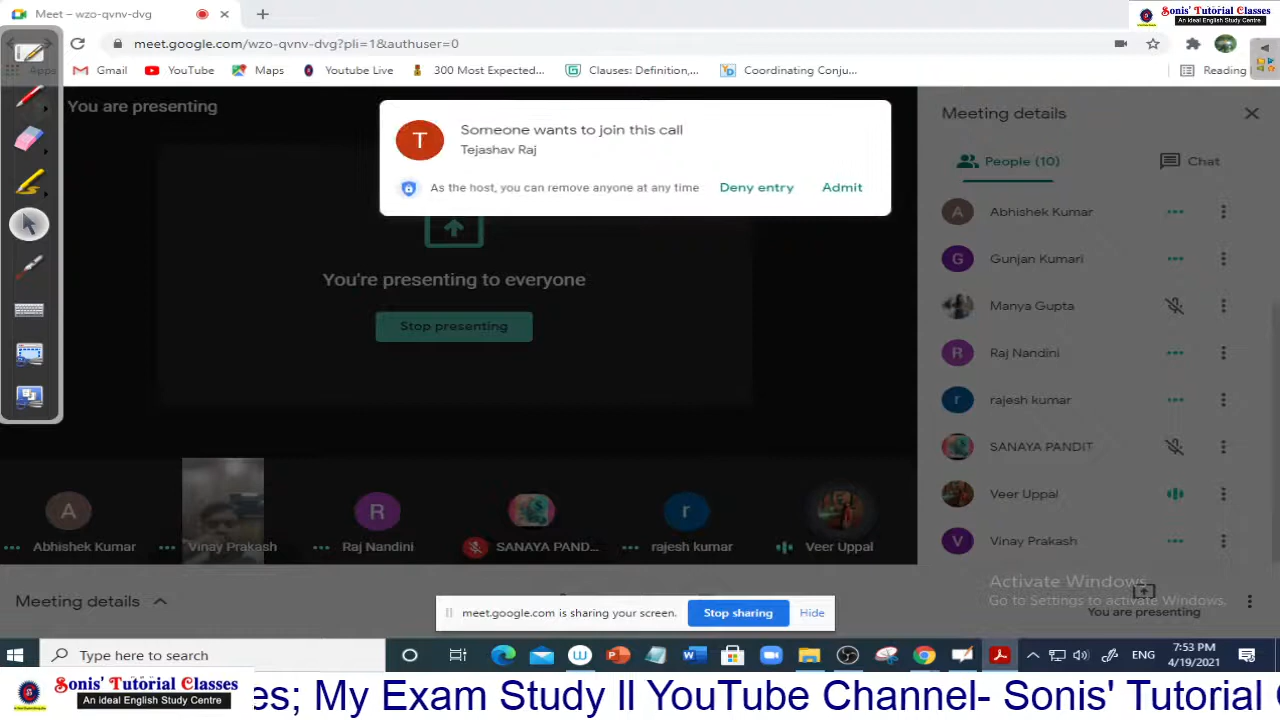 Meet – wzo-qvnv-dvg
Sonis' Tutorial Classes
An Ideal English Study Centre
meet.google.com/wzo-qvnv-dvg?pli=1&authuser=0
Apps
Gmail
YouTube
Maps
Youtube Live
300 Most Expected...
Clauses: Definition,...
Coordinating Conju...
Reading
You are presenting
Someone wants to join this call
T
Tejashav Raj
As the host, you can remove anyone at any time
Deny entry
Admit
You're presenting to everyone
Stop presenting
Meeting details
People (10)
Chat
A
Abhishek Kumar
G
Gunjan Kumari
Manya Gupta
R
Raj Nandini
r
rajesh kumar
SANAYA PANDIT
Veer Uppal
V
Vinay Prakash
A
R
r
Abhishek Kumar
Vinay Prakash
Raj Nandini
SANAYA PAND...
rajesh kumar
Veer Uppal
Activate Windows
Go to Settings to activate Windows.
You are presenting
Meeting details
meet.google.com is sharing your screen.
Stop sharing
Hide
Type here to search
ENG
7:53 PM
4/19/2021
Sonis' Tutorial Classes
An Ideal English Study Centre
es; My Exam Study ll YouTube Channel- Sonis' Tutorial